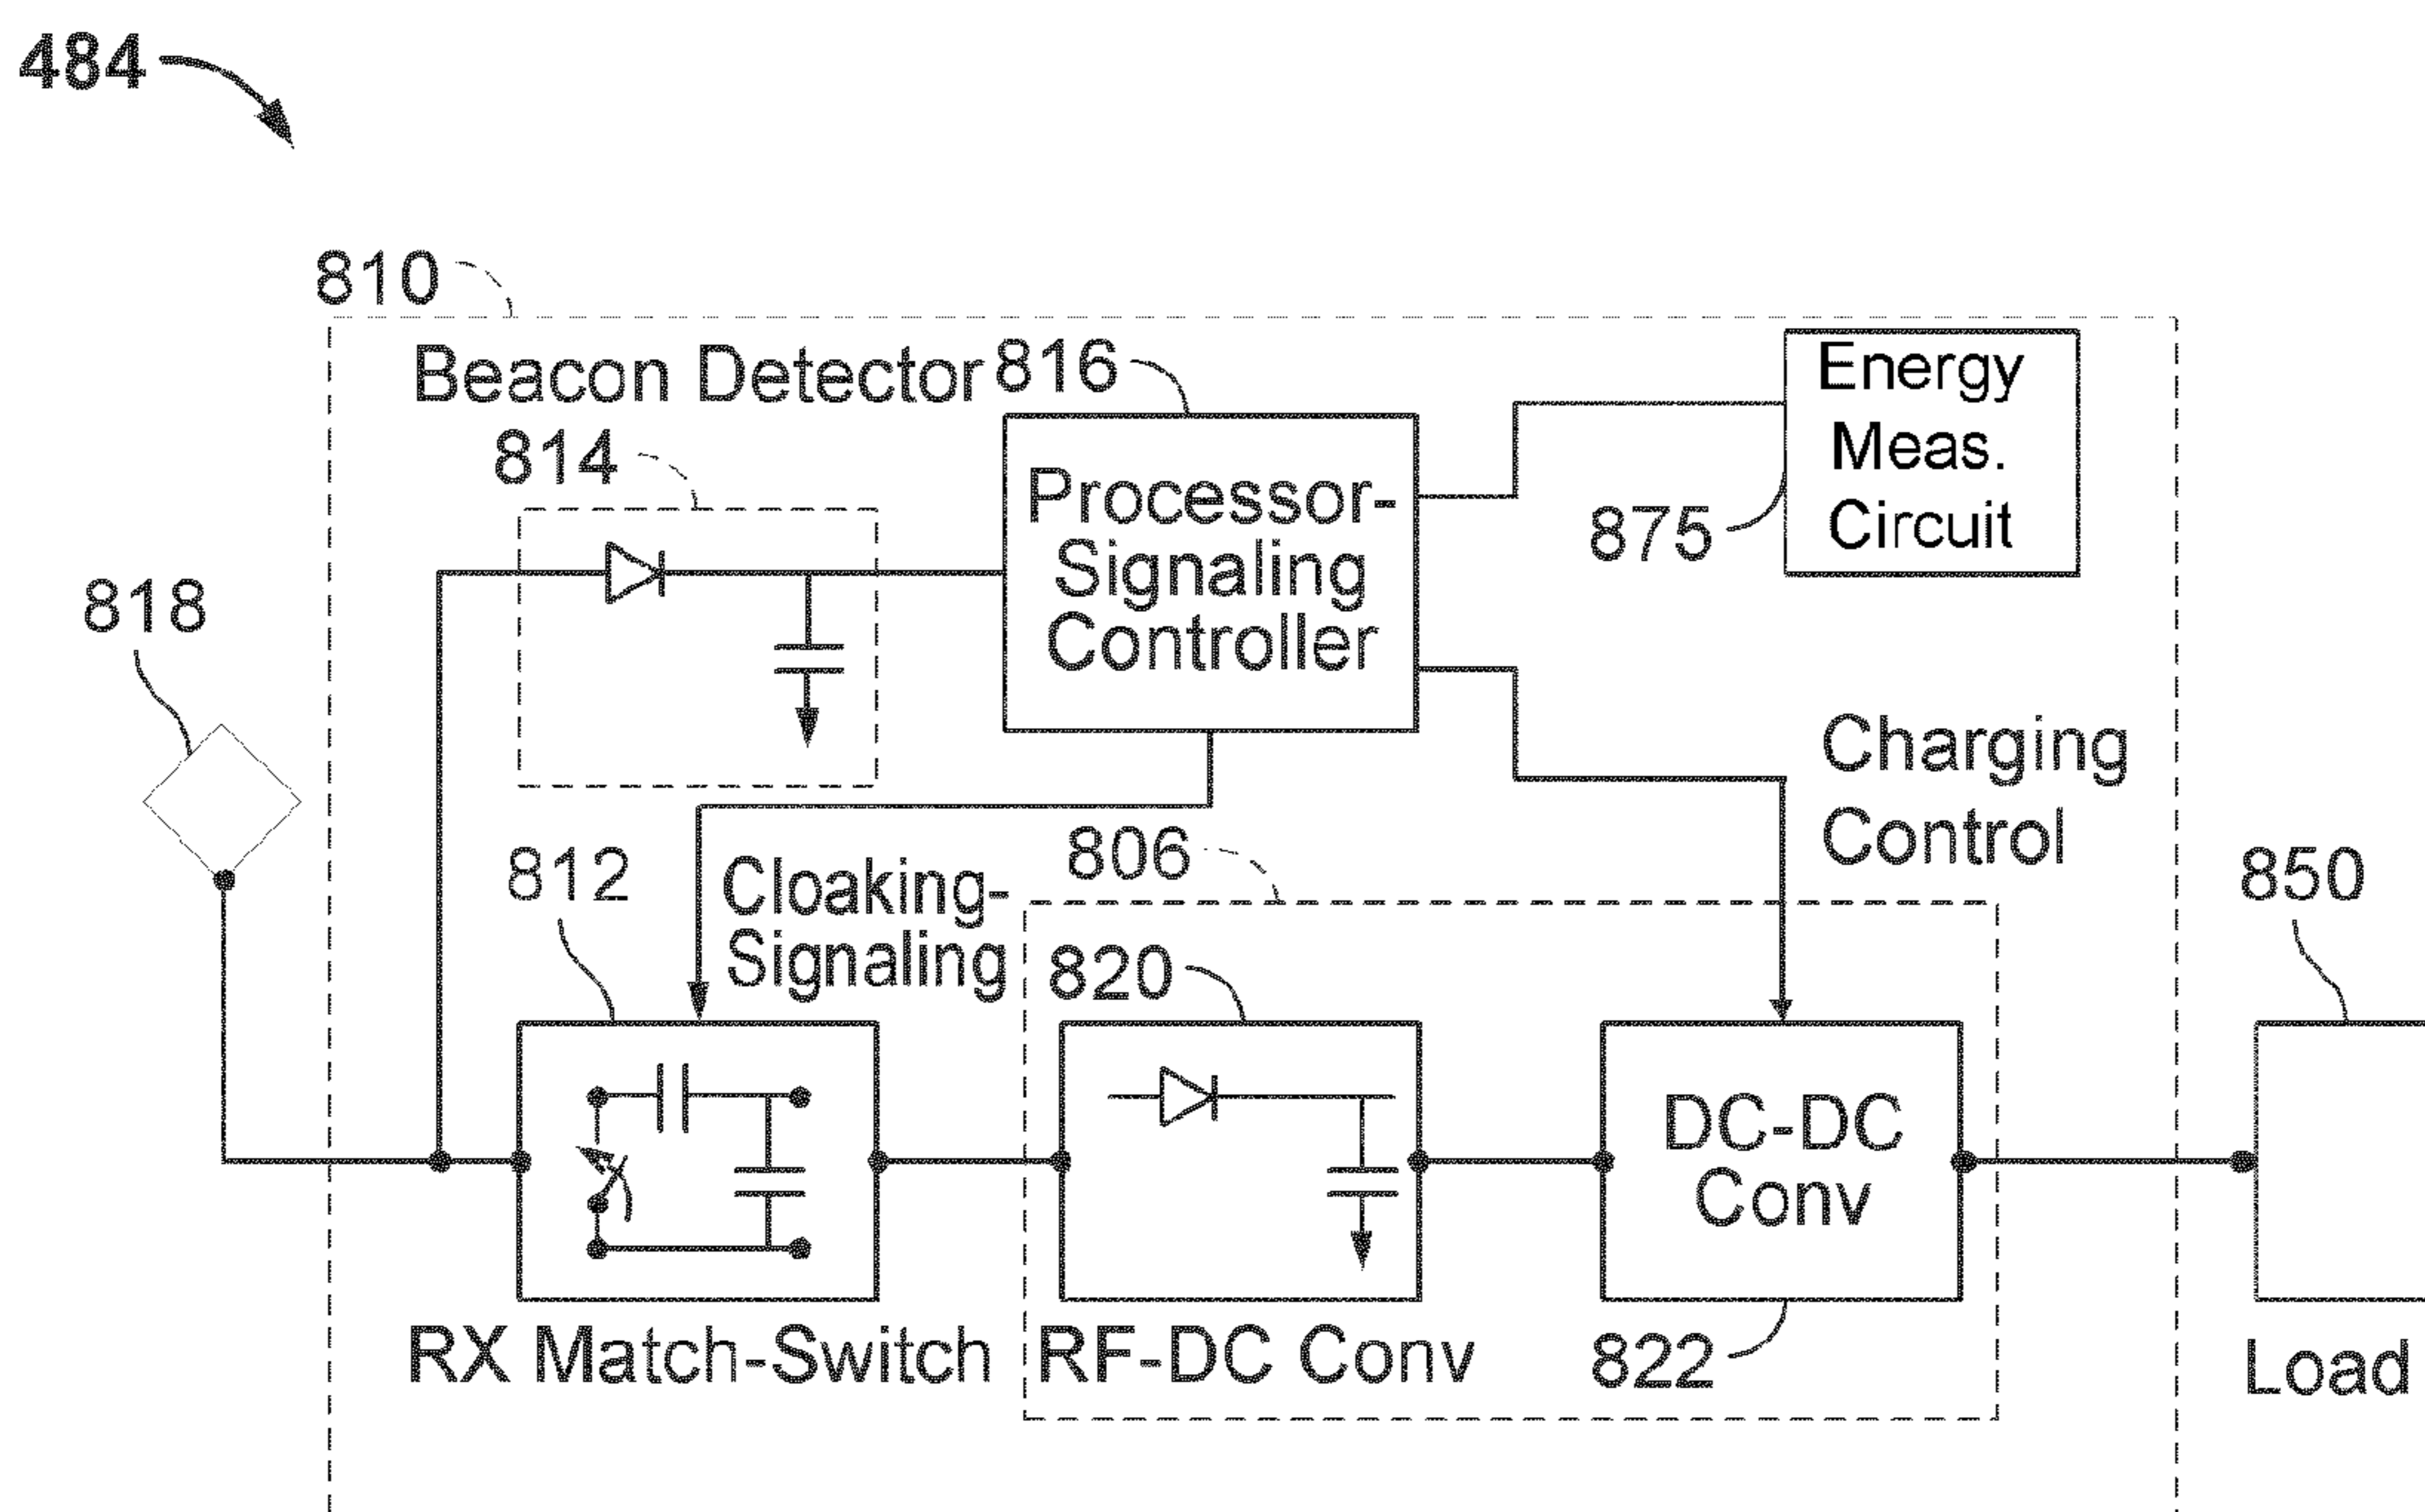 484
810
Beacon Detector
816
Energy
Meas.
Circuit
814
Processor-
Signaling
Controller
875
818
Charging
Control
812
Cloaking-
Signaling
806
820
850
DC-DC
Conv
RX Match-Switch
RF-DC Conv
822
Load